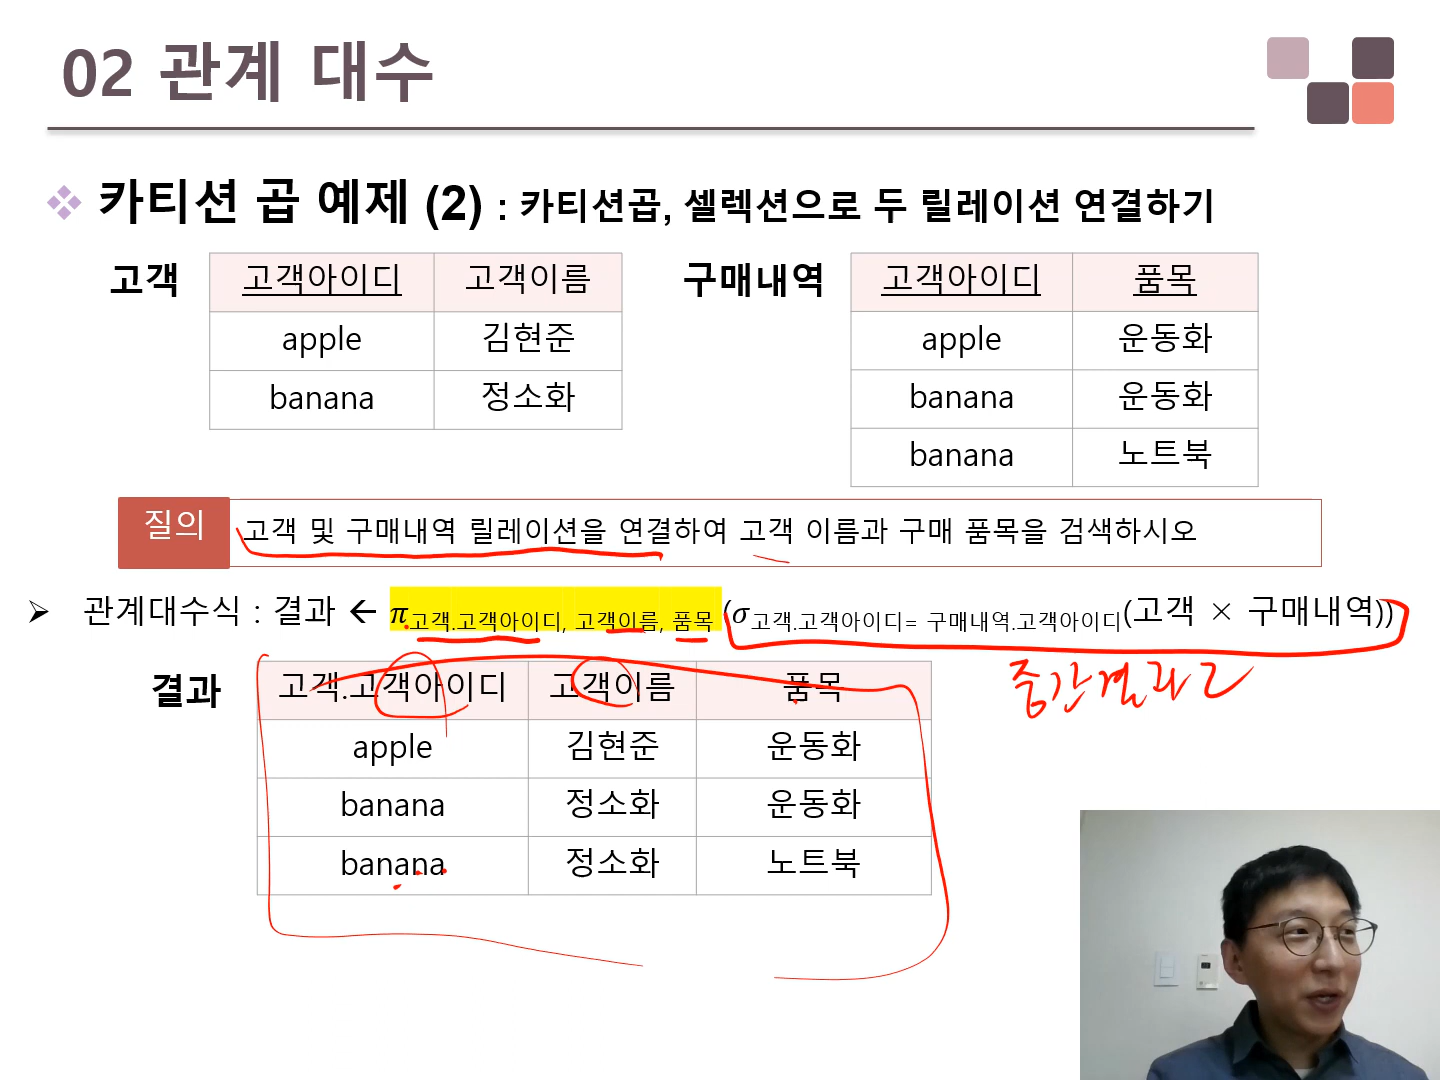 02 관계 대수
카티션 곱 예제 (2) : 카티션곱, 셀렉션으로 두 릴레이션 연결하기
고객
고객아이디 고객이름
apple 김현준
banana 정소화
구매내역
고객아이디 품목
apple 운동화
banana 운동화
banana 노트북
질의 고객 및 구매내역 릴레이션을 연결하여 고객 이름과 구매 품목을 검색하시오
관계대수식 : 결과 ← π고객.고객아이디, 고객이름, 품목 (σ고객.고객아이디= 구매내역.고객아이디(고객 × 구매내역))
중간결과2
결과
고객.고객아이디 고객이름 품목
apple 김현준 운동화
banana 정소화 운동화
banana 정소화 노트북